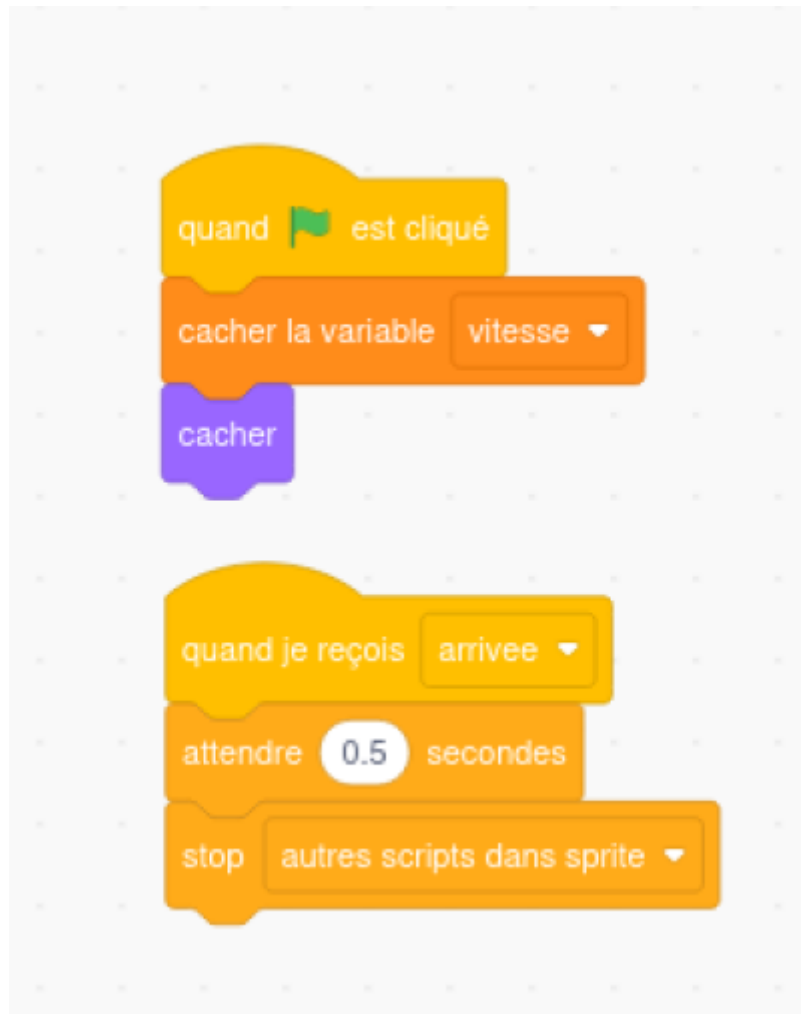 quand est cliqué
cacher la variable vitesse
cacher
quand je reçois arrivee
attendre 0.5 secondes
stop autres scripts dans sprite